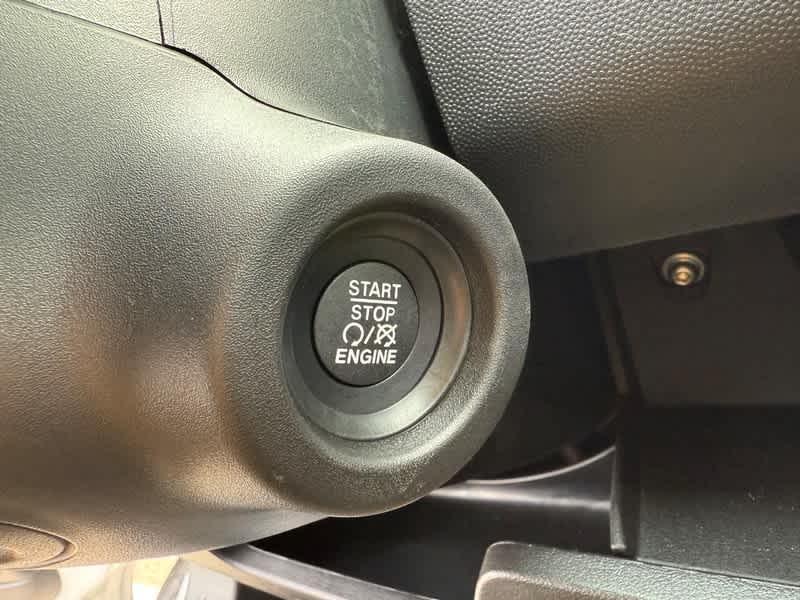 START
STOP
/
ENGINE